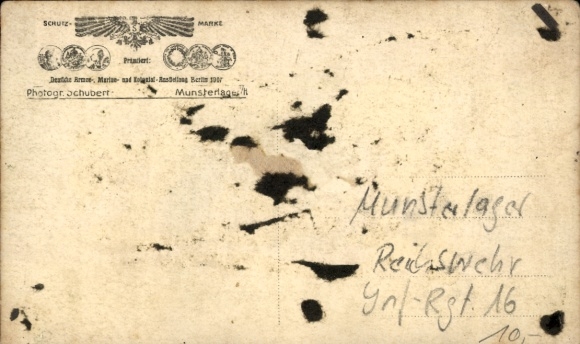 SCHUTZ- MARKE
Prämiiert:
Deutsche Armee-, Marine- und Kolonial-Ausstellung Berlin 1907
Photogr. Schubert Munsterlager
Munsterlager
Reichswehr
Inf-Rgt. 16
10,-